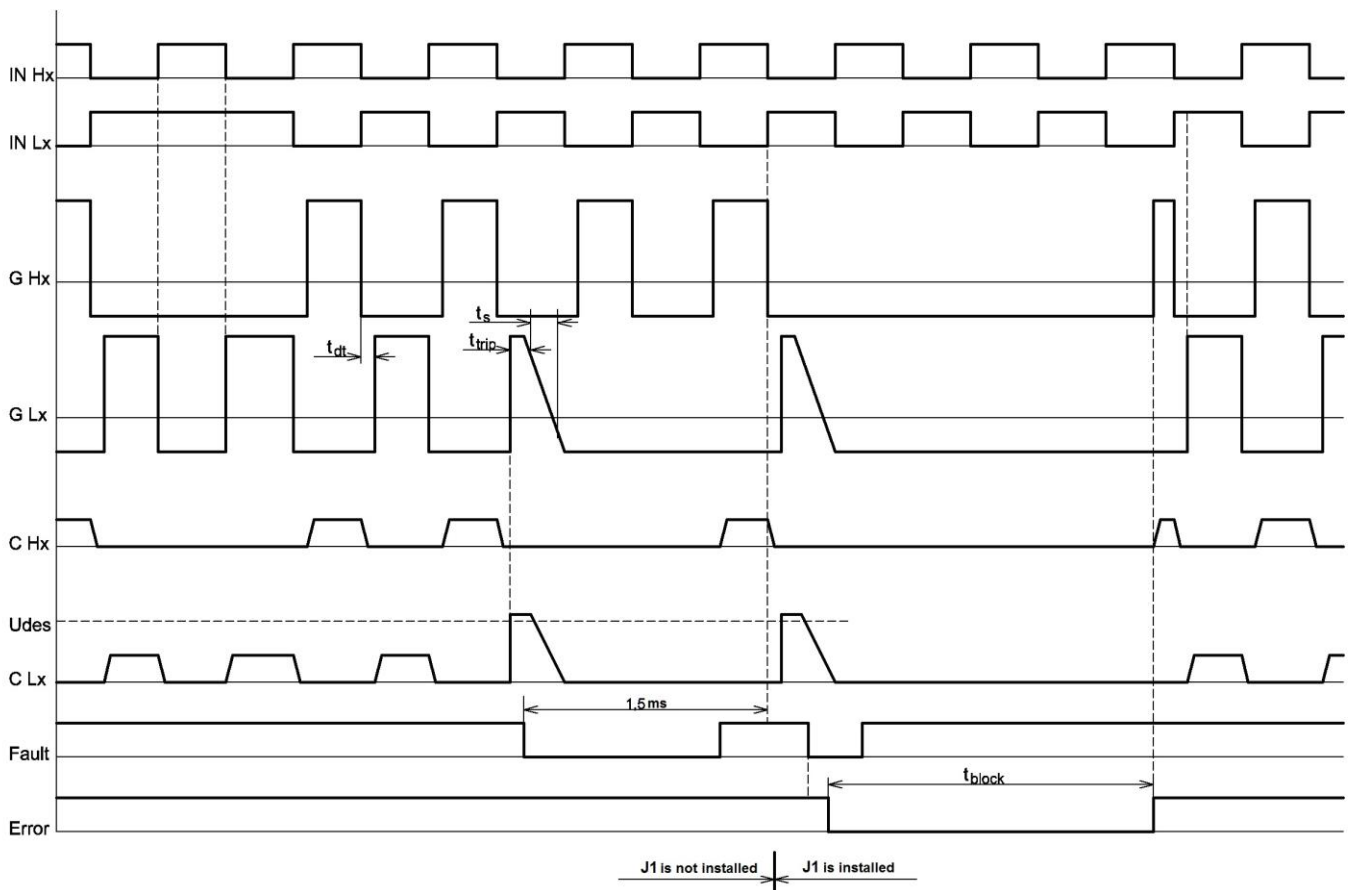 IN Hx
IN Lx
G Hx
ts
tdt
ttrip
G Lx
C Hx
Udes
C Lx
1,5 ms
Fault
tblock
Error
J1 is not installed
J1 is installed